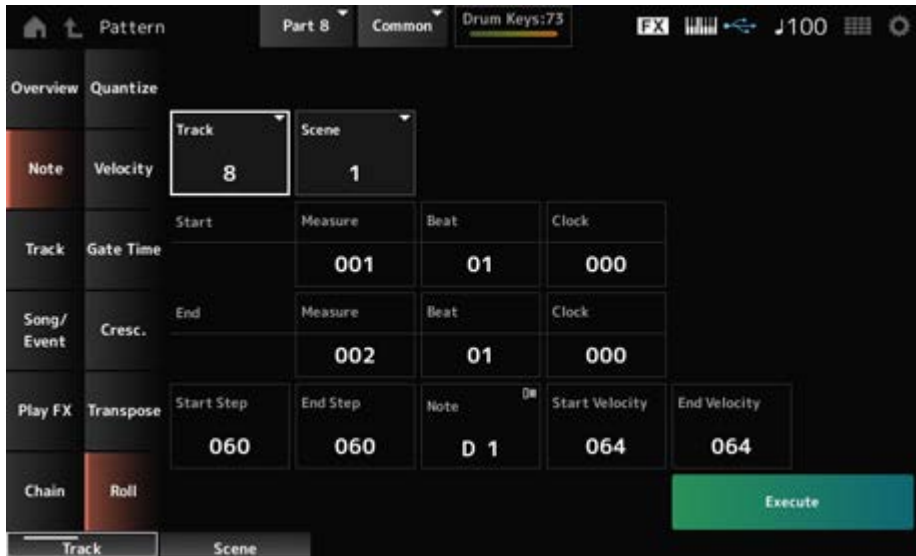 Pattern
Part 8
Common
Drum Keys:73
FX
♩100
Overview
Quantize
Track
8
Scene
1
Note
Velocity
Start
Measure
001
Beat
01
Clock
000
Track
Gate Time
End
Measure
002
Beat
01
Clock
000
Song/
Event
Cresc.
Play FX
Transpose
Start Step
060
End Step
060
Note
D 1
Start Velocity
064
End Velocity
064
Chain
Roll
Execute
Track
Scene